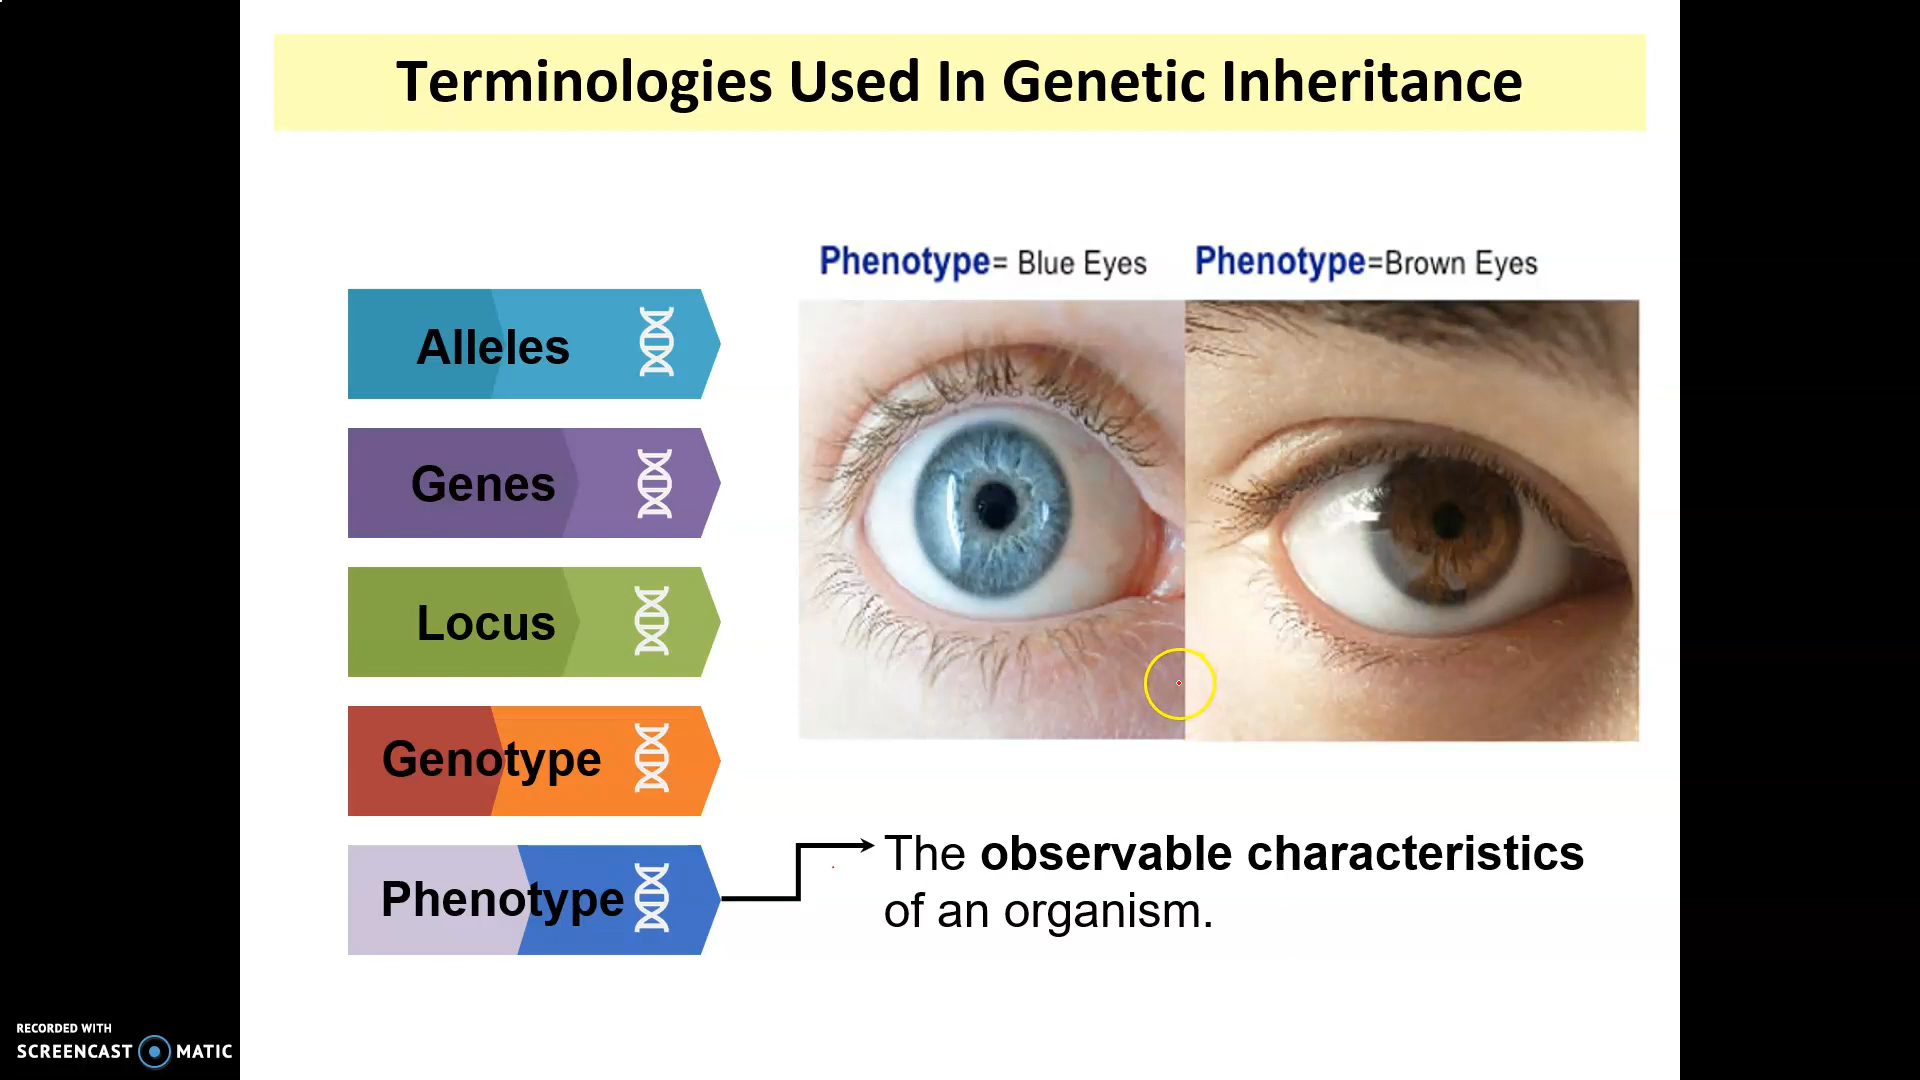 Terminologies Used In Genetic Inheritance
Phenotype= Blue Eyes
Phenotype=Brown Eyes
Alleles
Genes
Locus
Genotype
Phenotype
The observable characteristics
of an organism.
RECORDED WITH
SCREENCAST MATIC